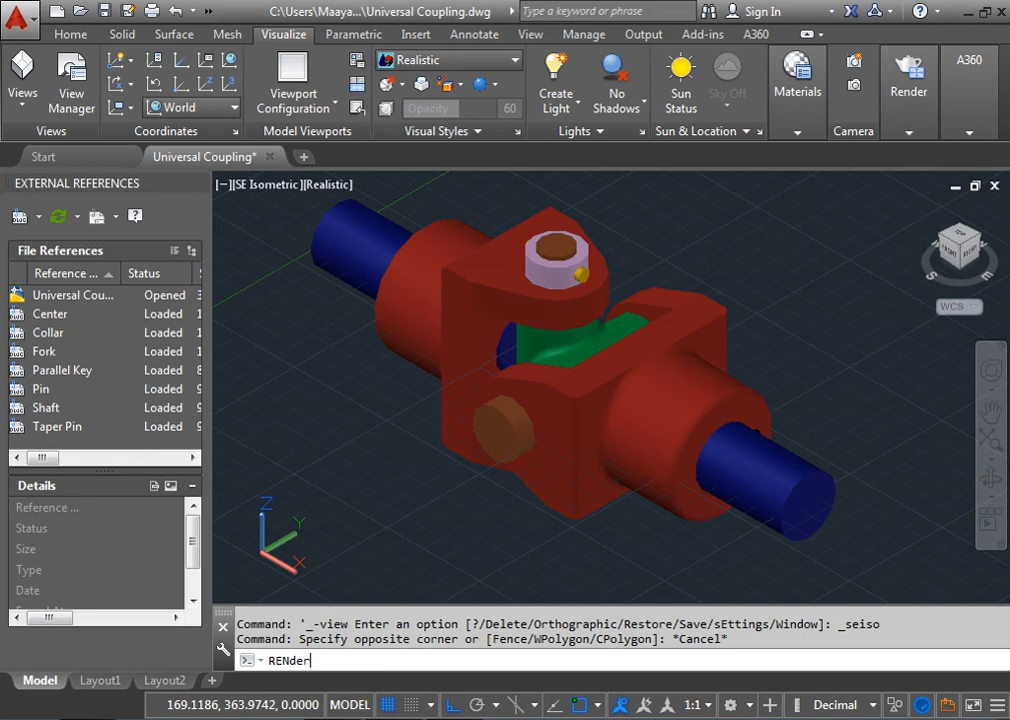 C:\Users\Maaya...\Universal Coupling.dwg
Type a keyword or phrase
Sign In
Home Solid Surface Mesh Visualize Parametric Insert Annotate View Manage Output Add-ins A360
Views
View
Manager
World
Viewport
Configuration
Realistic
Opacity 60
Create
Light
No
Shadows
Sun
Status
Sky Off
Materials
Render
A360
Views Coordinates Model Viewports Visual Styles Lights Sun & Location Camera
Start Universal Coupling*
EXTERNAL REFERENCES
[−][SE Isometric][Realistic]
File References
Reference ... Status
Universal Cou... Opened
Center Loaded
Collar Loaded
Fork Loaded
Parallel Key Loaded
Pin Loaded
Shaft Loaded
Taper Pin Loaded
Details
Reference ...
Status
Size
Type
Date
TOP
S E
WCS
Z
Y
X
Command: '_-view Enter an option [?/Delete/Orthographic/Restore/Save/sEttings/Window]: _seiso
Command: Specify opposite corner or [Fence/WPolygon/CPolygon]: *Cancel*
RENder
Model Layout1 Layout2
169.1186, 363.9742, 0.0000 MODEL 1:1 Decimal